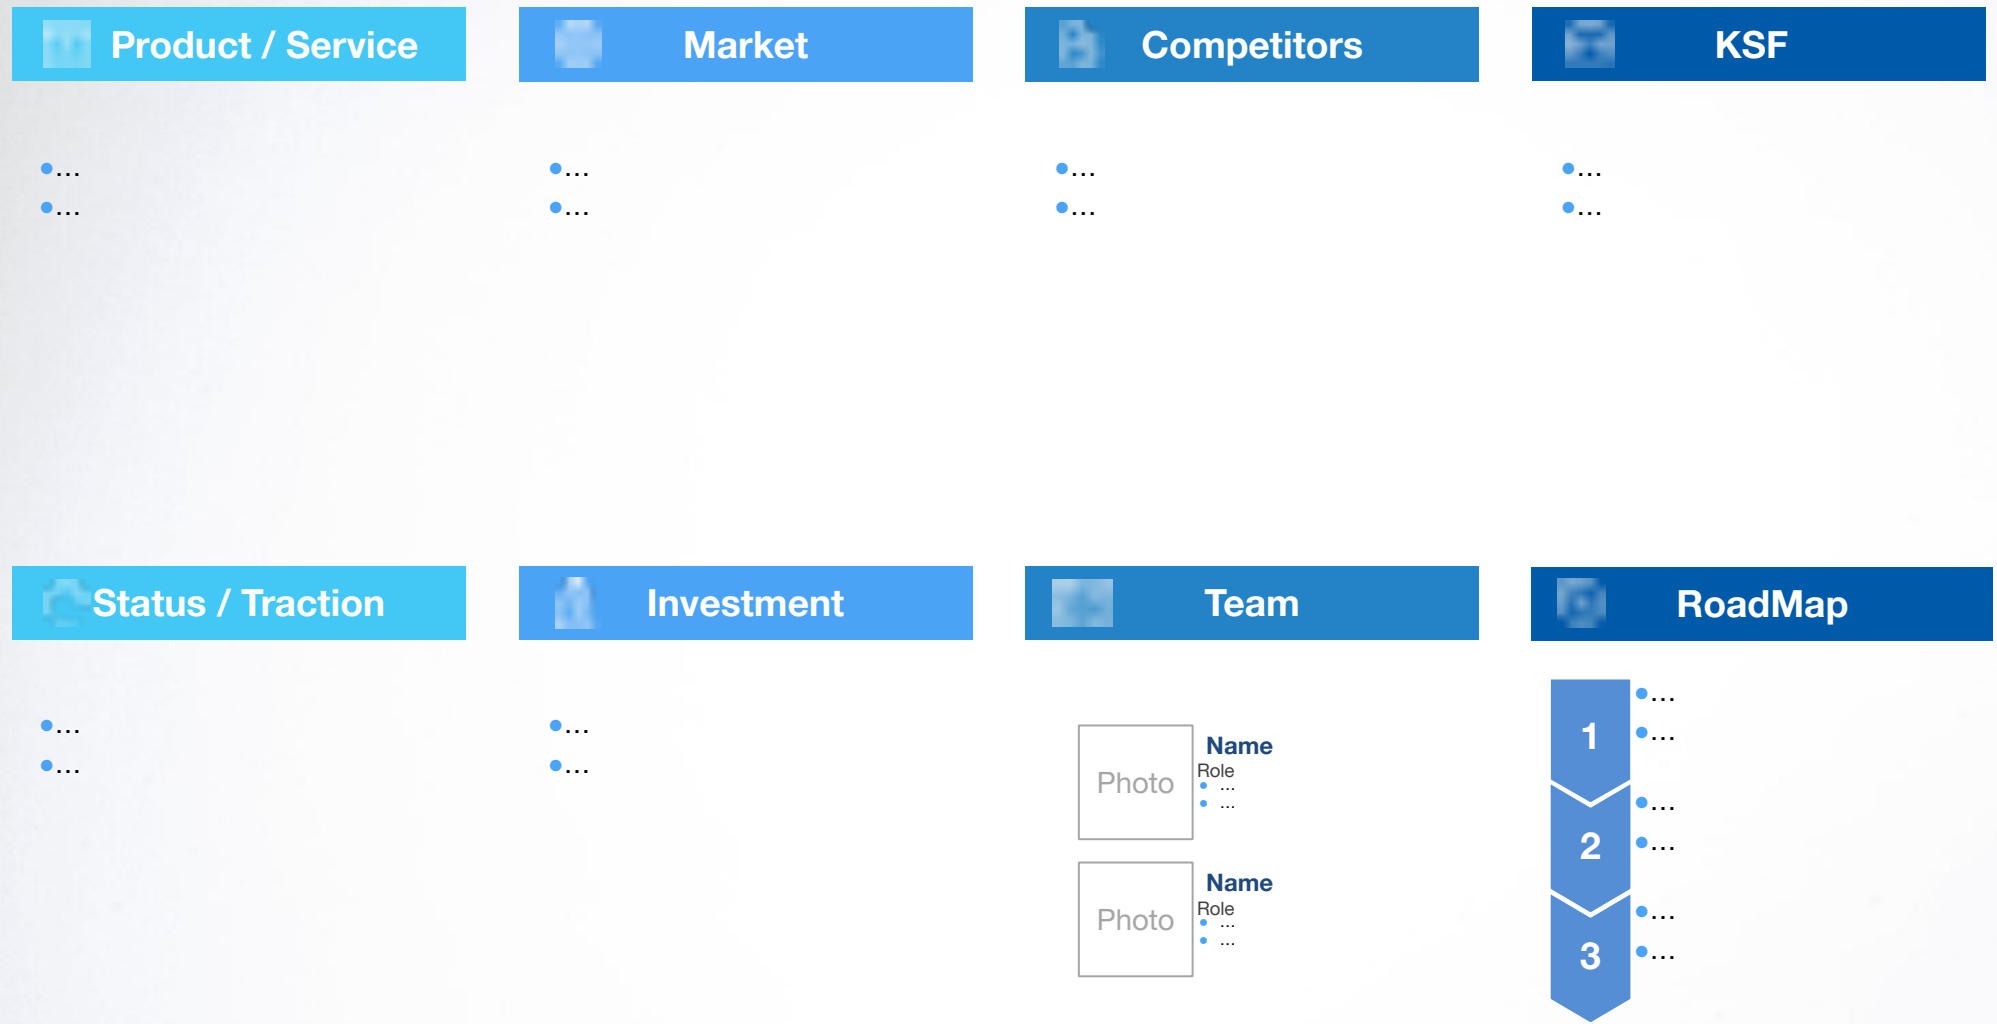 Product / Service
•...
•...
Market
•...
•...
Competitors
•...
•...
KSF
•...
•...
Status / Traction
•...
•...
Investment
•...
•...
Team
Photo
Name
Role
• ...
• ...
Photo
Name
Role
• ...
• ...
RoadMap
1
•...
•...
2
•...
•...
3
•...
•...